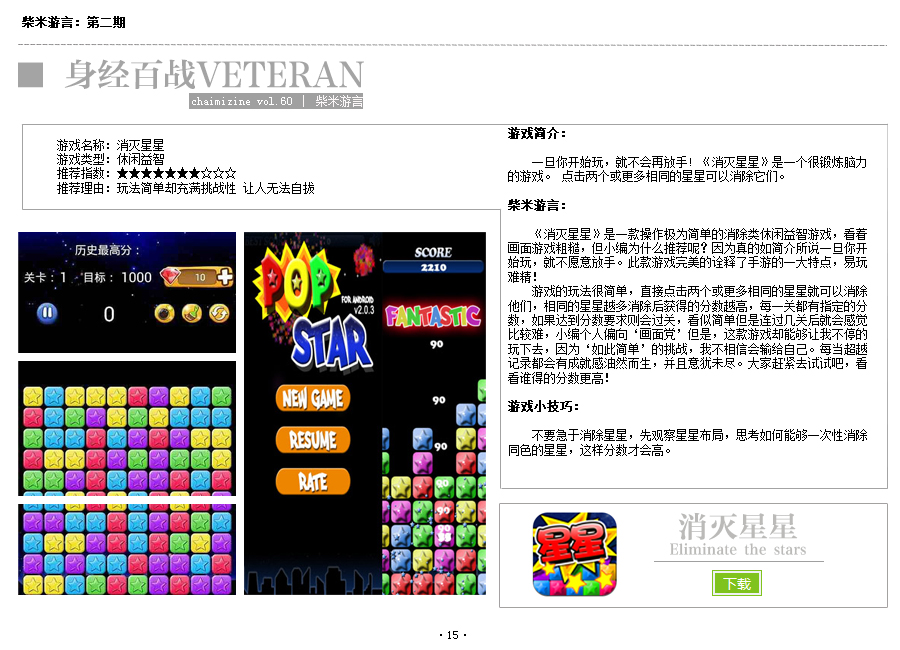 柴米游言：第二期
身经百战VETERAN
chaimizine vol.60 | 柴米游言
游戏名称：消灭星星
游戏类型：休闲益智
推荐指数：★★★★★★★☆☆☆
推荐理由：玩法简单却充满挑战性 让人无法自拔
历史最高分：
关卡：1 目标：1000 10
0
POP
STAR
FOR ANDROID
V2.0.3
NEW GAME
RESUME
RATE
SCORE
2210
FANTASTIC
90
90
90
90
90
90
游戏简介：
一旦你开始玩，就不会再放手！《消灭星星》是一个很锻炼脑力
的游戏。 点击两个或更多相同的星星可以消除它们。
柴米游言：
《消灭星星》是一款操作极为简单的消除类休闲益智游戏，看着
画面游戏粗糙，但小编为什么推荐呢？因为真的如简介所说一旦你开
始玩，就不愿意放手。此款游戏完美的诠释了手游的一大特点，易玩
难精！
游戏的玩法很简单，直接点击两个或更多相同的星星就可以消除
他们，相同的星星越多消除后获得的分数越高，每一关都有指定的分
数，如果达到分数要求则会过关，看似简单但是连过几关后就会感觉
比较难，小编个人偏向‘画面党’但是，这款游戏却能够让我不停的
玩下去，因为‘如此简单’的挑战，我不相信会输给自己。每当超越
记录都会有成就感油然而生，并且意犹未尽。大家赶紧去试试吧，看
看谁得的分数更高！
游戏小技巧：
不要急于消除星星，先观察星星布局，思考如何能够一次性消除
同色的星星，这样分数才会高。
星星
消灭星星
Eliminate the stars
下载
· 15 ·